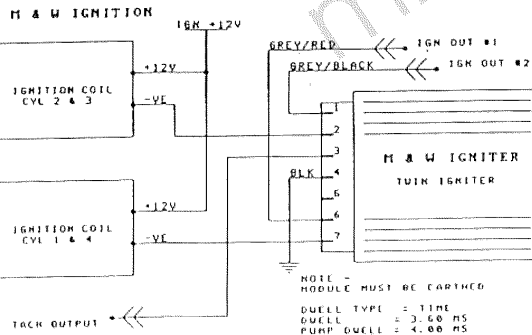 M & W IGNITION
IGN +12V
GREY/RED
IGN OUT #1
GREY/BLACK
IGN OUT #2
+12V
IGNITION COIL
CYL 2 & 3
-VE
1
2
3
BLK
4
5
6
7
M & W IGNITER
TWIN IGNITER
+12V
IGNITION COIL
CYL 1 & 4
-VE
NOTE -
MODULE MUST BE EARTHED
DWELL TYPE = TIME
DWELL = 3.60 MS
PUMP DWELL = 4.00 MS
TACK OUTPUT